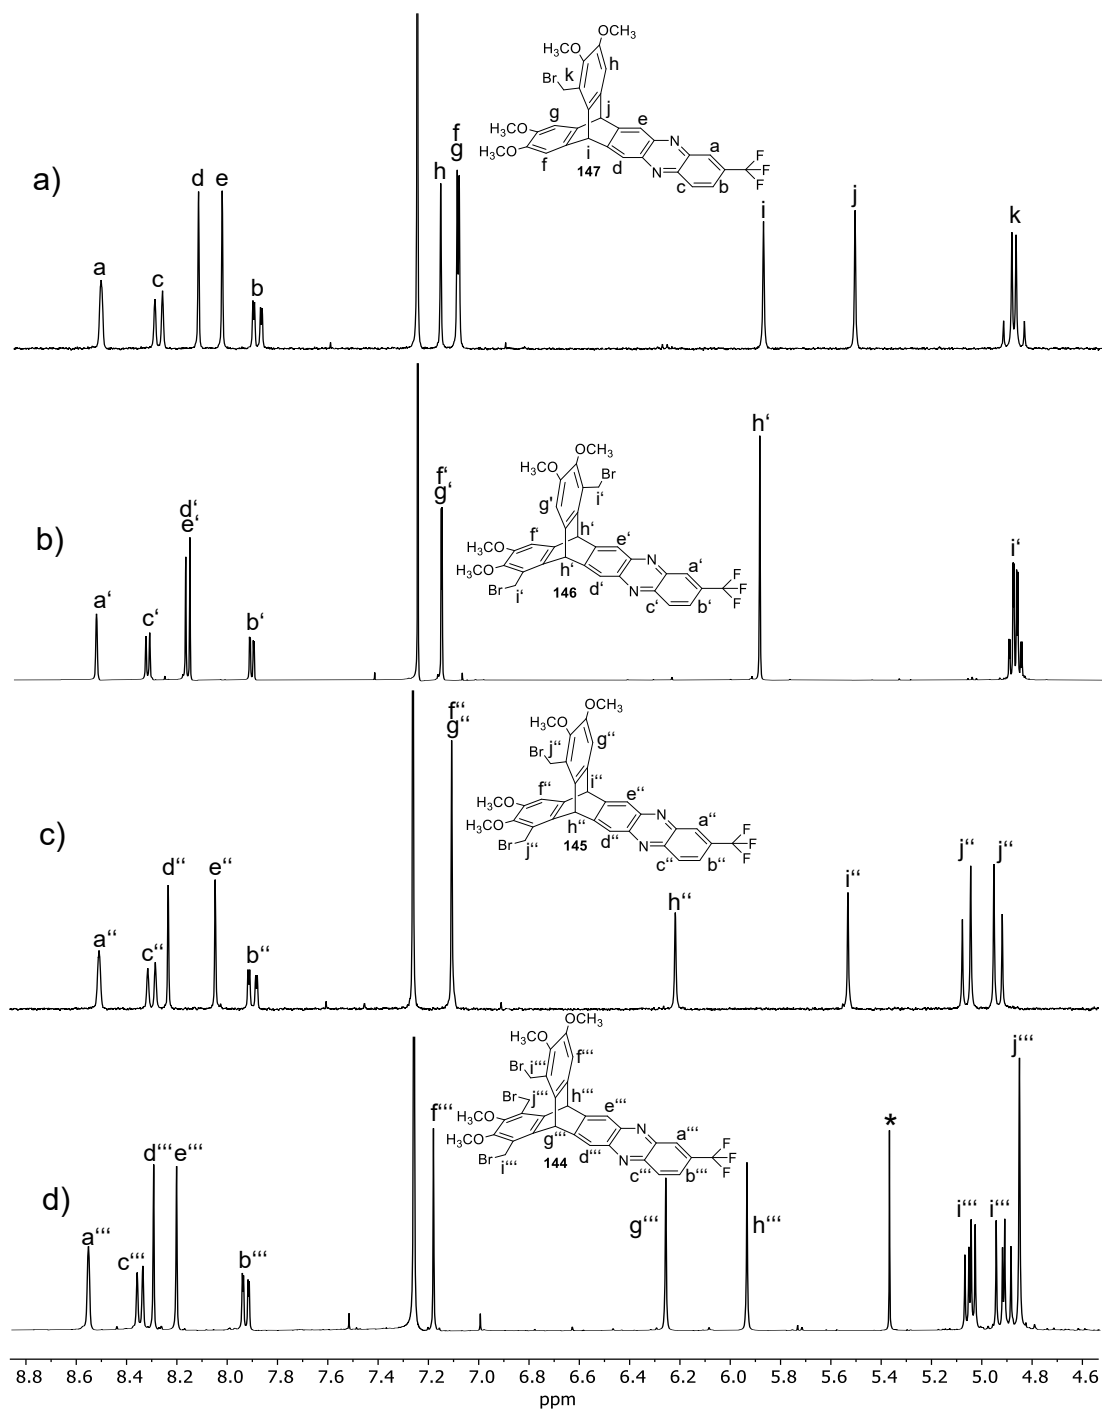 a)
a
c
d
e
b
h
f
g
i
j
k
OCH₃
H₃CO
Br
k
h
j
g
e
H₃CO
H₃CO
f
i
d
N
N
a
c
b
F
F
F
147
b)
a‘
c‘
d‘
e‘
b‘
f‘
g‘
h‘
i‘
OCH₃
H₃CO
Br
i‘
g'
h‘
f‘
e‘
H₃CO
H₃CO
Br
i‘
h‘
d‘
N
N
a‘
c‘
b‘
F
F
F
146
c)
a‘‘
c‘‘
d‘‘
e‘‘
b‘‘
f‘‘
g‘‘
h‘‘
i‘‘
j‘‘
j‘‘
OCH₃
H₃CO
Br
j‘‘
g‘‘
i‘‘
f‘‘
e‘‘
H₃CO
H₃CO
Br
j‘‘
h‘‘
d‘‘
N
N
a‘‘
c‘‘
b‘‘
F
F
F
145
d)
a‘‘‘
c‘‘‘
d‘‘‘
e‘‘‘
b‘‘‘
f‘‘‘
g‘‘‘
h‘‘‘
*
i‘‘‘
i‘‘‘
j‘‘‘
OCH₃
H₃CO
Br
i‘‘‘
f‘‘‘
Br
j‘‘‘
h‘‘‘
e‘‘‘
H₃CO
H₃CO
Br
i‘‘‘
g‘‘‘
d‘‘‘
N
N
a‘‘‘
c‘‘‘
b‘‘‘
F
F
F
144
8.8 8.6 8.4 8.2 8.0 7.8 7.6 7.4 7.2 7.0 6.8 6.6 6.4 6.2 6.0 5.8 5.6 5.4 5.2 5.0 4.8 4.6
ppm